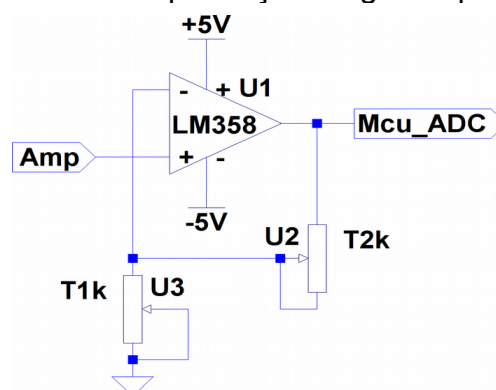 +5V
- + U1
LM358
Mcu_ADC
Amp
+ -
-5V
U2 T2k
T1k U3